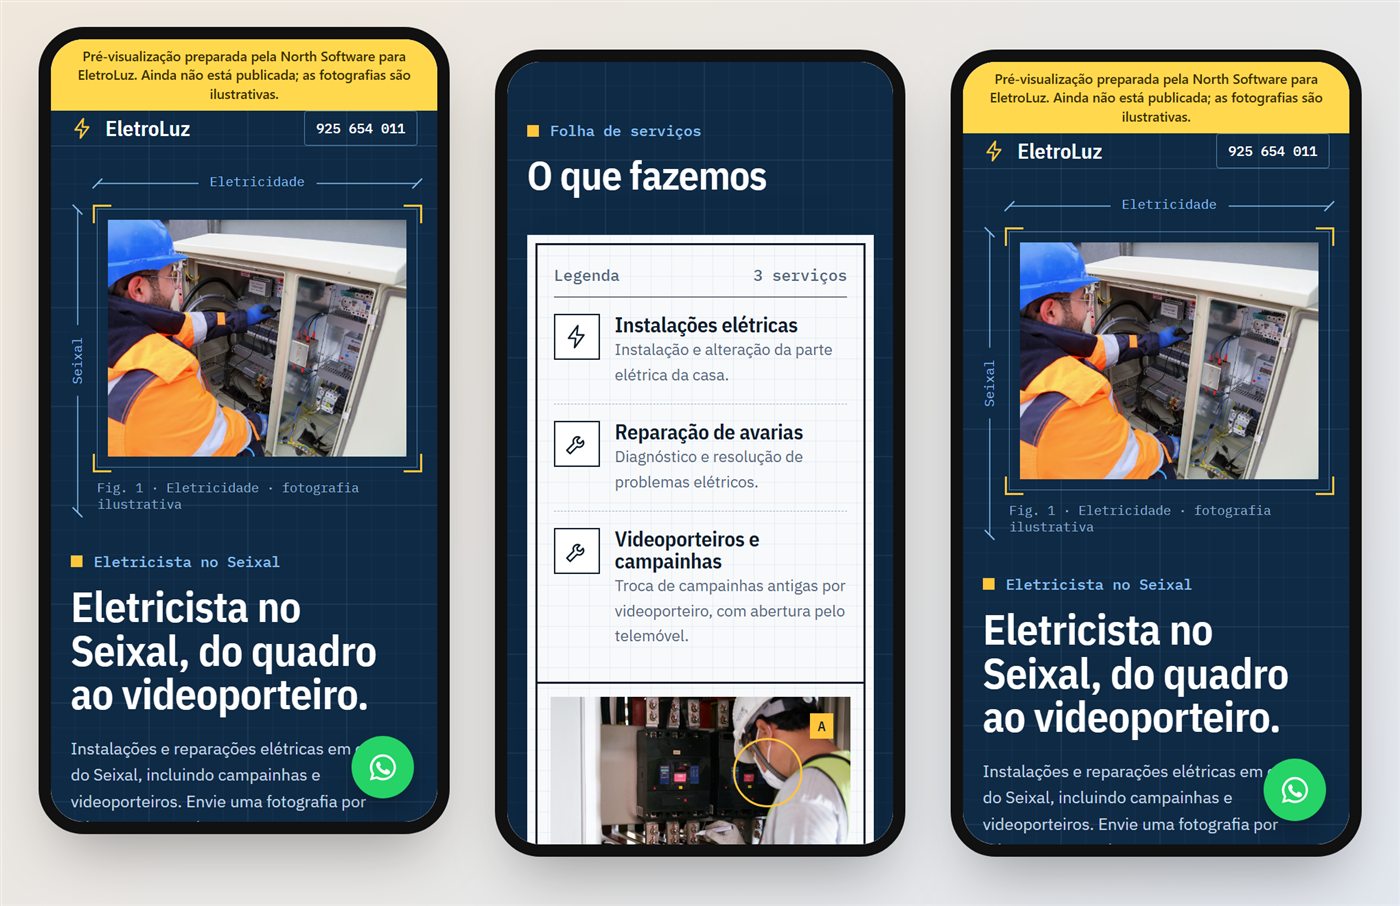 Pré-visualização preparada pela North Software para
EletroLuz. Ainda não está publicada; as fotografias são
ilustrativas.
EletroLuz
925 654 011
Eletricidade
Seixal
Fig. 1 · Eletricidade · fotografia
ilustrativa
Eletricista no Seixal
Eletricista no
Seixal, do quadro
ao videoporteiro.
Instalações e reparações elétricas em
do Seixal, incluindo campainhas e
videoporteiros. Envie uma fotografia por
Folha de serviços
O que fazemos
Legenda
3 serviços
Instalações elétricas
Instalação e alteração da parte
elétrica da casa.
Reparação de avarias
Diagnóstico e resolução de
problemas elétricos.
Videoporteiros e
campainhas
Troca de campainhas antigas por
videoporteiro, com abertura pelo
telemóvel.
A
Pré-visualização preparada pela North Software para
EletroLuz. Ainda não está publicada; as fotografias são
ilustrativas.
EletroLuz
925 654 011
Eletricidade
Seixal
Fig. 1 · Eletricidade · fotografia
ilustrativa
Eletricista no Seixal
Eletricista no
Seixal, do quadro
ao videoporteiro.
Instalações e reparações elétricas em
do Seixal, incluindo campainhas e
videoporteiros. Envie uma fotografia por